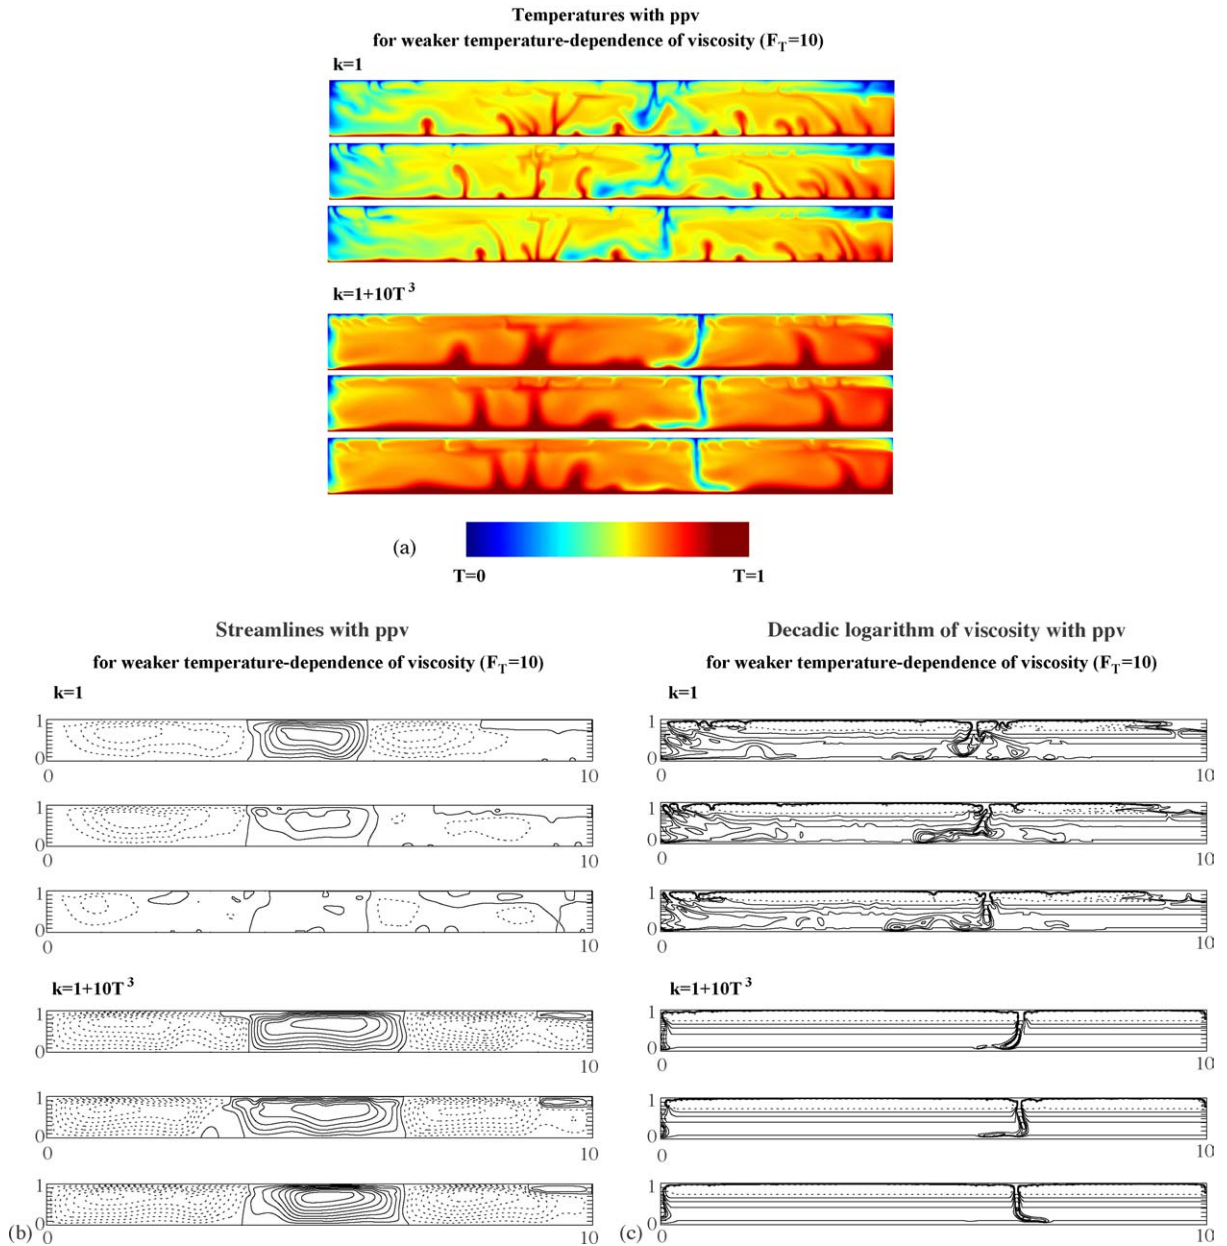 Temperatures with ppv
for weaker temperature-dependence of viscosity (F_T=10)
k=1
k=1+10T^3
(a)
T=0 T=1
Streamlines with ppv
for weaker temperature-dependence of viscosity (F_T=10)
k=1
1
0
0 10
1
0
0 10
1
0
0 10
k=1+10T^3
1
0
0 10
1
0
0 10
1
0
(b)
0 10
Decadic logarithm of viscosity with ppv
for weaker temperature-dependence of viscosity (F_T=10)
k=1
1
0
0 10
1
0
0 10
1
0
0 10
k=1+10T^3
1
0
0 10
1
0
0 10
1
0
(c)
0 10